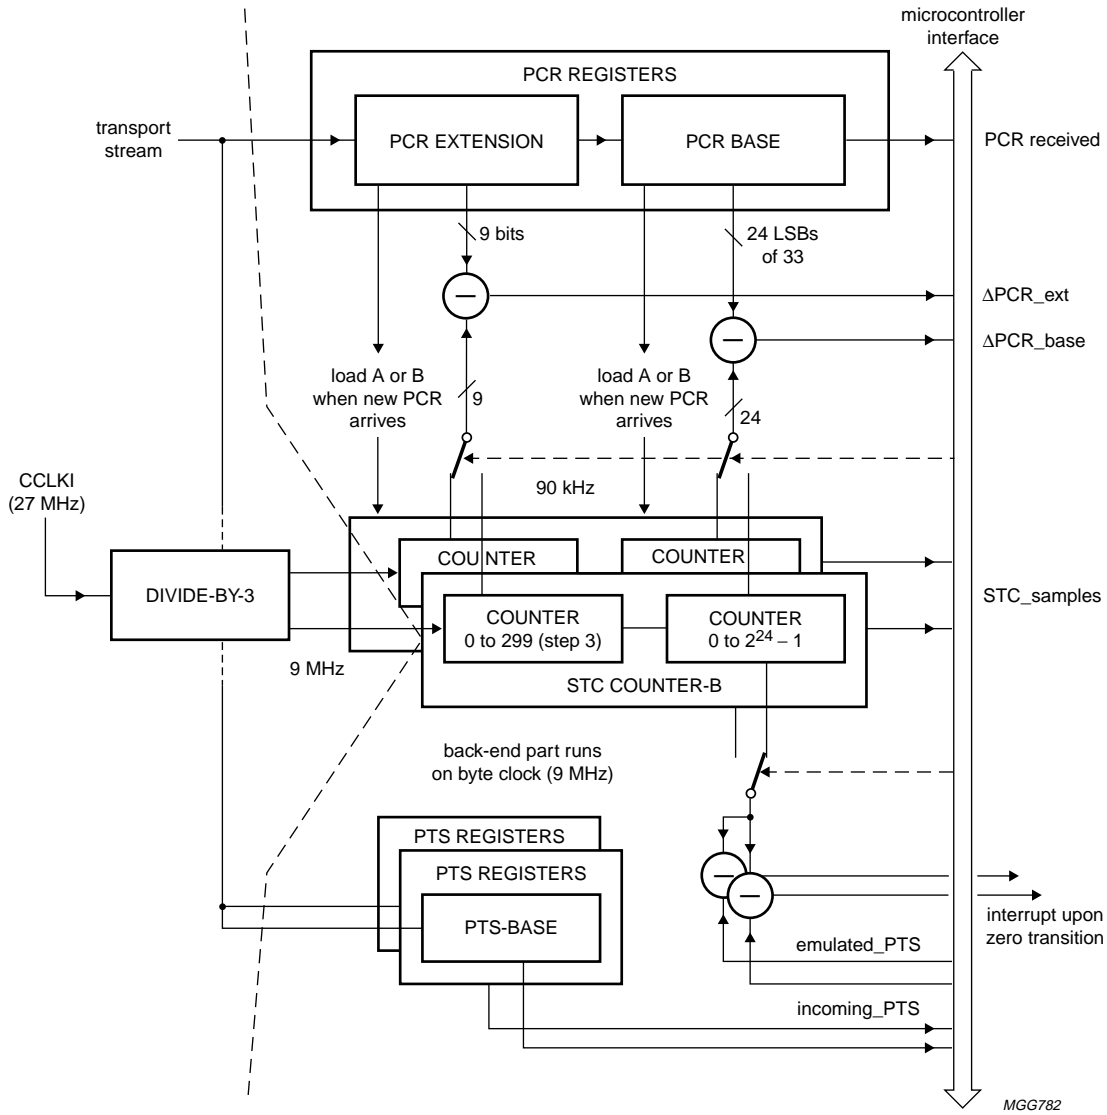 microcontroller
interface
PCR REGISTERS
transport
stream
PCR EXTENSION
PCR BASE
PCR received
9 bits
24 LSBs
of 33
—
ΔPCR_ext
—
ΔPCR_base
load A or B
when new PCR
arrives
9
load A or B
when new PCR
arrives
24
CCLKI
(27 MHz)
90 kHz
COUNTER
COUNTER
DIVIDE-BY-3
STC_samples
COUNTER
0 to 299 (step 3)
COUNTER
0 to 2²⁴ – 1
9 MHz
STC COUNTER-B
back-end part runs
on byte clock (9 MHz)
PTS REGISTERS
PTS REGISTERS
—
—
PTS-BASE
interrupt upon
zero transition
emulated_PTS
incoming_PTS
MGG782